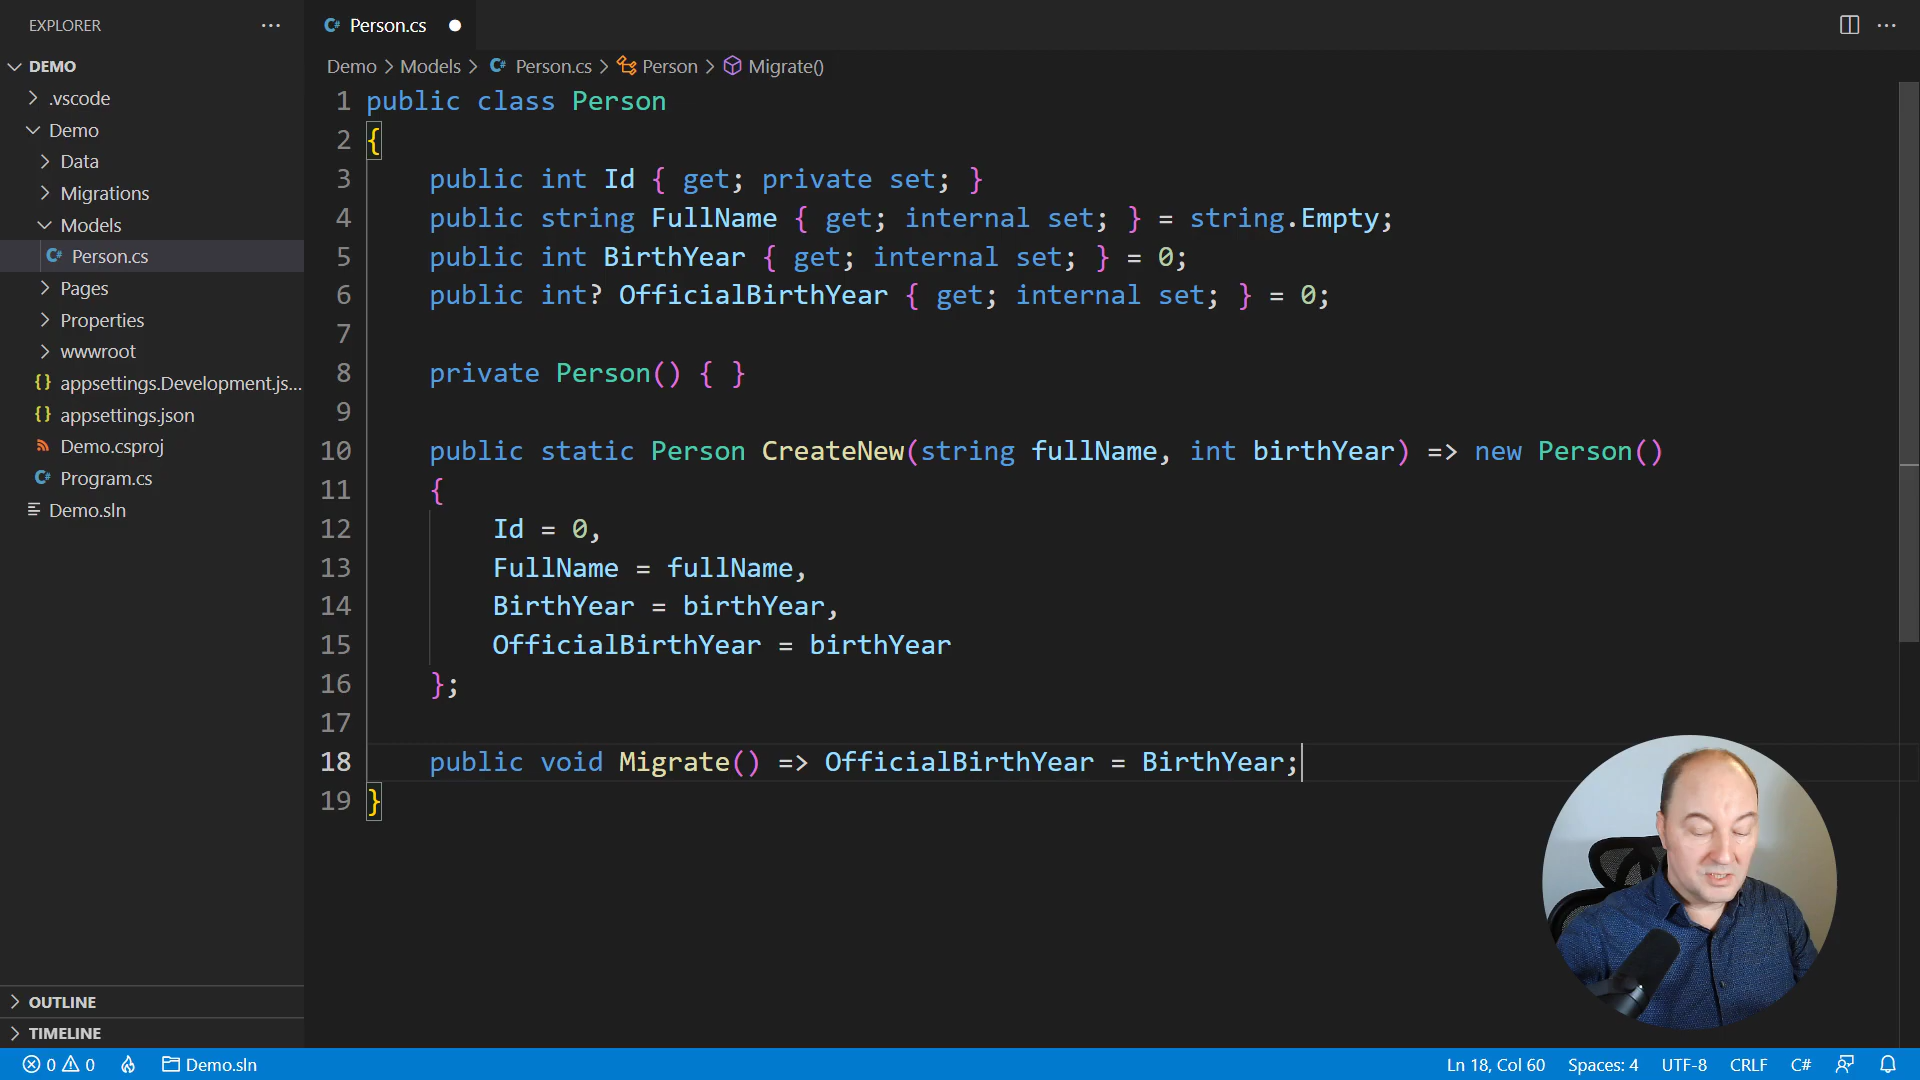 EXPLORER
DEMO
.vscode
Demo
Data
Migrations
Models
C# Person.cs
Pages
Properties
wwwroot
{} appsettings.Development.js...
{} appsettings.json
Demo.csproj
C# Program.cs
Demo.sln
OUTLINE
TIMELINE
C# Person.cs
Demo > Models > C# Person.cs > Person > Migrate()
1 public class Person
2 {
3     public int Id { get; private set; }
4     public string FullName { get; internal set; } = string.Empty;
5     public int BirthYear { get; internal set; } = 0;
6     public int? OfficialBirthYear { get; internal set; } = 0;
7
8     private Person() { }
9
10     public static Person CreateNew(string fullName, int birthYear) => new Person()
11     {
12         Id = 0,
13         FullName = fullName,
14         BirthYear = birthYear,
15         OfficialBirthYear = birthYear
16     };
17
18     public void Migrate() => OfficialBirthYear = BirthYear;
19 }
0 0 Demo.sln Ln 18, Col 60 Spaces: 4 UTF-8 CRLF C#